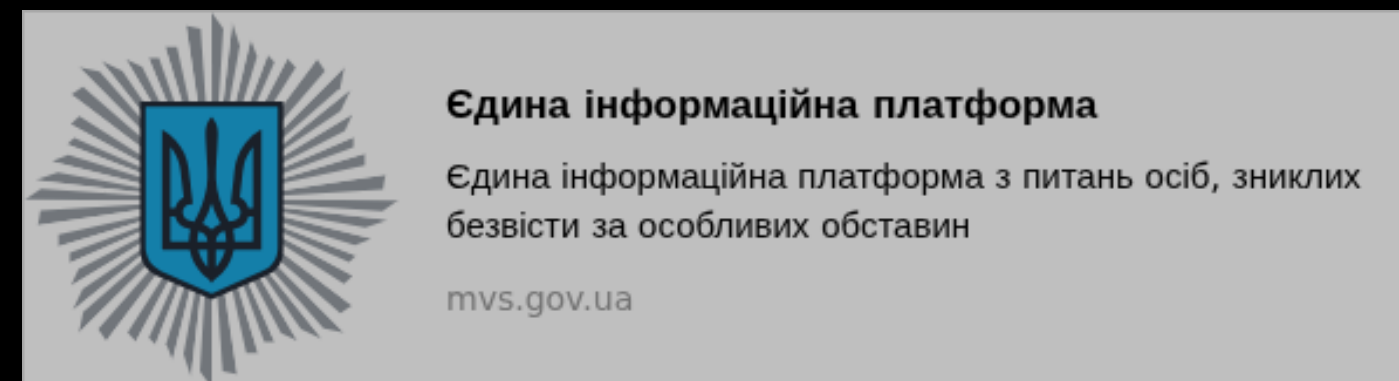 Єдина інформаційна платформа
Єдина інформаційна платформа з питань осіб, зниклих
безвісти за особливих обставин
mvs.gov.ua